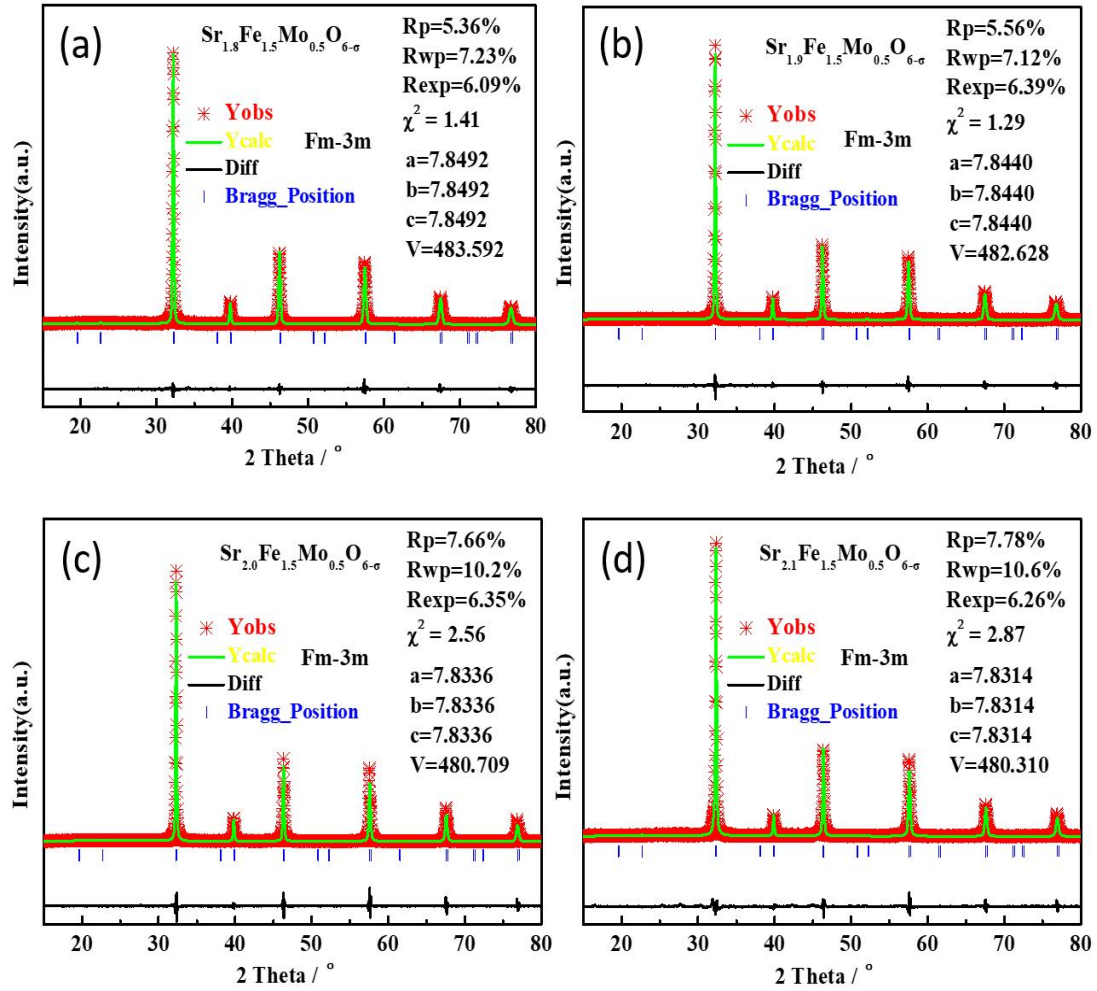 (a)
Sr1.8Fe1.5Mo0.5O6-σ
Rp=5.36%
Rwp=7.23%
Rexp=6.09%
χ2 = 1.41
Yobs
Ycalc
Diff
Bragg_Position
Fm-3m
a=7.8492
b=7.8492
c=7.8492
V=483.592
Intensity(a.u.)
20 30 40 50 60 70 80
2 Theta / °
(b)
Sr1.9Fe1.5Mo0.5O6-σ
Rp=5.56%
Rwp=7.12%
Rexp=6.39%
χ2 = 1.29
Yobs
Ycalc
Diff
Bragg_Position
Fm-3m
a=7.8440
b=7.8440
c=7.8440
V=482.628
Intensity(a.u.)
20 30 40 50 60 70 80
2 Theta / °
(c)
Sr2.0Fe1.5Mo0.5O6-σ
Rp=7.66%
Rwp=10.2%
Rexp=6.35%
χ2 = 2.56
Yobs
Ycalc
Diff
Bragg_Position
Fm-3m
a=7.8336
b=7.8336
c=7.8336
V=480.709
Intensity(a.u.)
20 30 40 50 60 70 80
2 Theta / °
(d)
Sr2.1Fe1.5Mo0.5O6-σ
Rp=7.78%
Rwp=10.6%
Rexp=6.26%
χ2 = 2.87
Yobs
Ycalc
Diff
Bragg_Position
Fm-3m
a=7.8314
b=7.8314
c=7.8314
V=480.310
Intensity(a.u.)
20 30 40 50 60 70 80
2 Theta / °